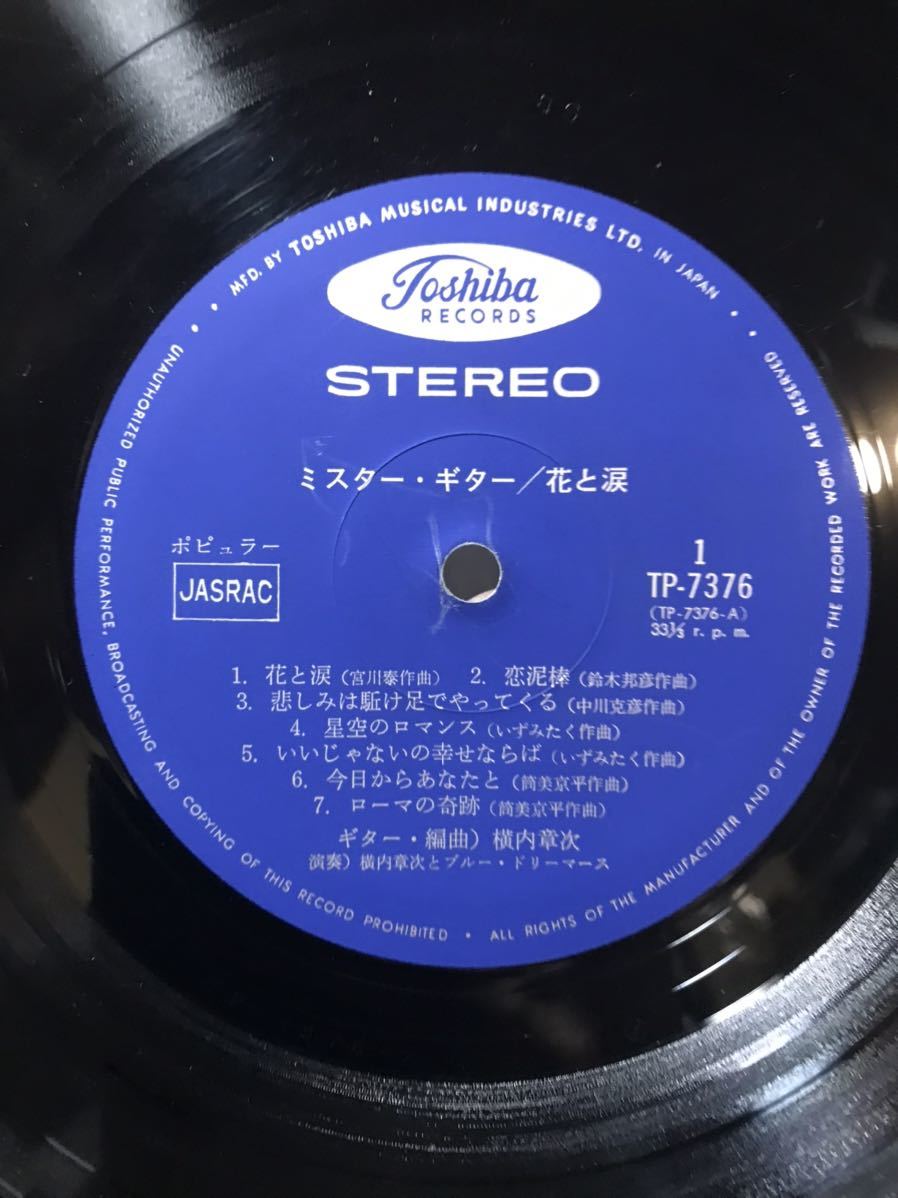 MFD. BY TOSHIBA MUSICAL INDUSTRIES LTD. IN JAPAN
Toshiba
RECORDS
STEREO
ミスター・ギター/花と涙
ポピュラー
JASRAC
1
TP-7376
(TP-7376-A)
33⅓ r. p. m.
1. 花と涙(宮川泰作曲) 2. 恋泥棒(鈴木邦彦作曲)
3. 悲しみは駈け足でやってくる(中川克彦作曲)
4. 星空のロマンス(いずみたく作曲)
5. いいじゃないの幸せならば(いずみたく作曲)
6. 今日からあなたと(筒美京平作曲)
7. ローマの奇跡(筒美京平作曲)
ギター・編曲) 横内章次
演奏) 横内章次とブルー・ドリーマース
UNAUTHORIZED PUBLIC PERFORMANCE, BROADCASTING AND COPYING OF THIS RECORD PROHIBITED • ALL RIGHTS OF THE MANUFACTURER AND OF THE OWNER OF THE RECORDED WORK ARE RESERVED